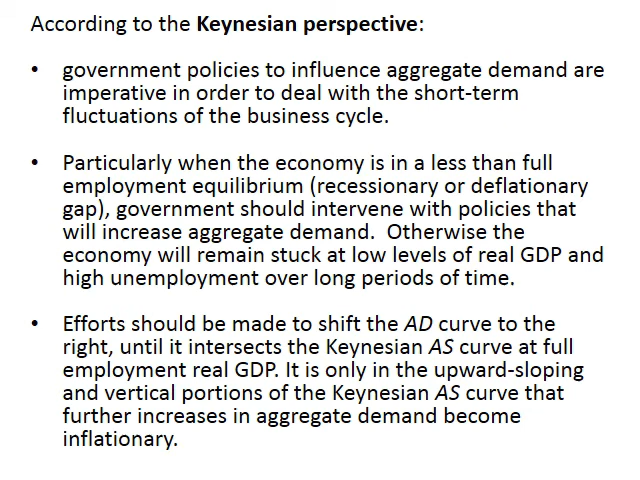 According to the Keynesian perspective:
• government policies to influence aggregate demand are
imperative in order to deal with the short-term
fluctuations of the business cycle.
• Particularly when the economy is in a less than full
employment equilibrium (recessionary or deflationary
gap), government should intervene with policies that
will increase aggregate demand.  Otherwise the
economy will remain stuck at low levels of real GDP and
high unemployment over long periods of time.
• Efforts should be made to shift the AD curve to the
right, until it intersects the Keynesian AS curve at full
employment real GDP. It is only in the upward-sloping
and vertical portions of the Keynesian AS curve that
further increases in aggregate demand become
inflationary.